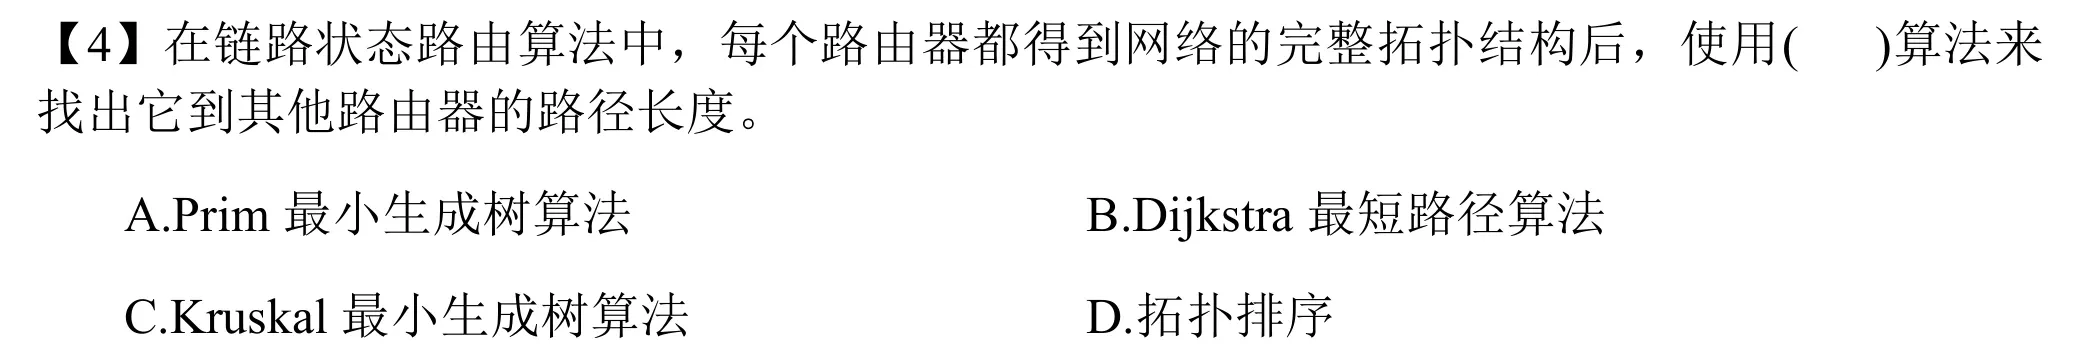 【4】在链路状态路由算法中，每个路由器都得到网络的完整拓扑结构后，使用(    )算法来
找出它到其他路由器的路径长度。
A.Prim 最小生成树算法
B.Dijkstra 最短路径算法
C.Kruskal 最小生成树算法
D.拓扑排序